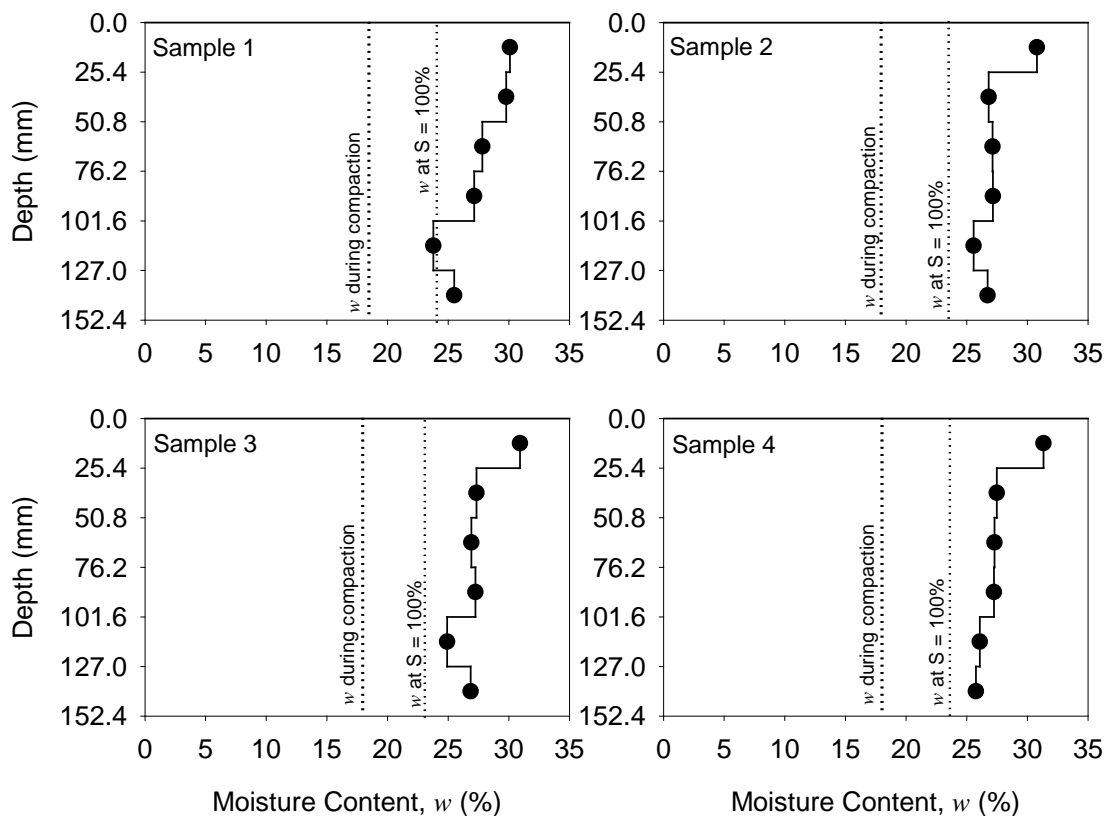 Sample 1
Depth (mm)
0.0
25.4
50.8
76.2
101.6
127.0
152.4
0 5 10 15 20 25 30 35
w during compaction
w at S = 100%
Sample 2
0.0
25.4
50.8
76.2
101.6
127.0
152.4
0 5 10 15 20 25 30 35
w during compaction
w at S = 100%
Sample 3
Depth (mm)
0.0
25.4
50.8
76.2
101.6
127.0
152.4
0 5 10 15 20 25 30 35
w during compaction
w at S = 100%
Moisture Content, w (%)
Sample 4
0.0
25.4
50.8
76.2
101.6
127.0
152.4
0 5 10 15 20 25 30 35
w during compaction
w at S = 100%
Moisture Content, w (%)